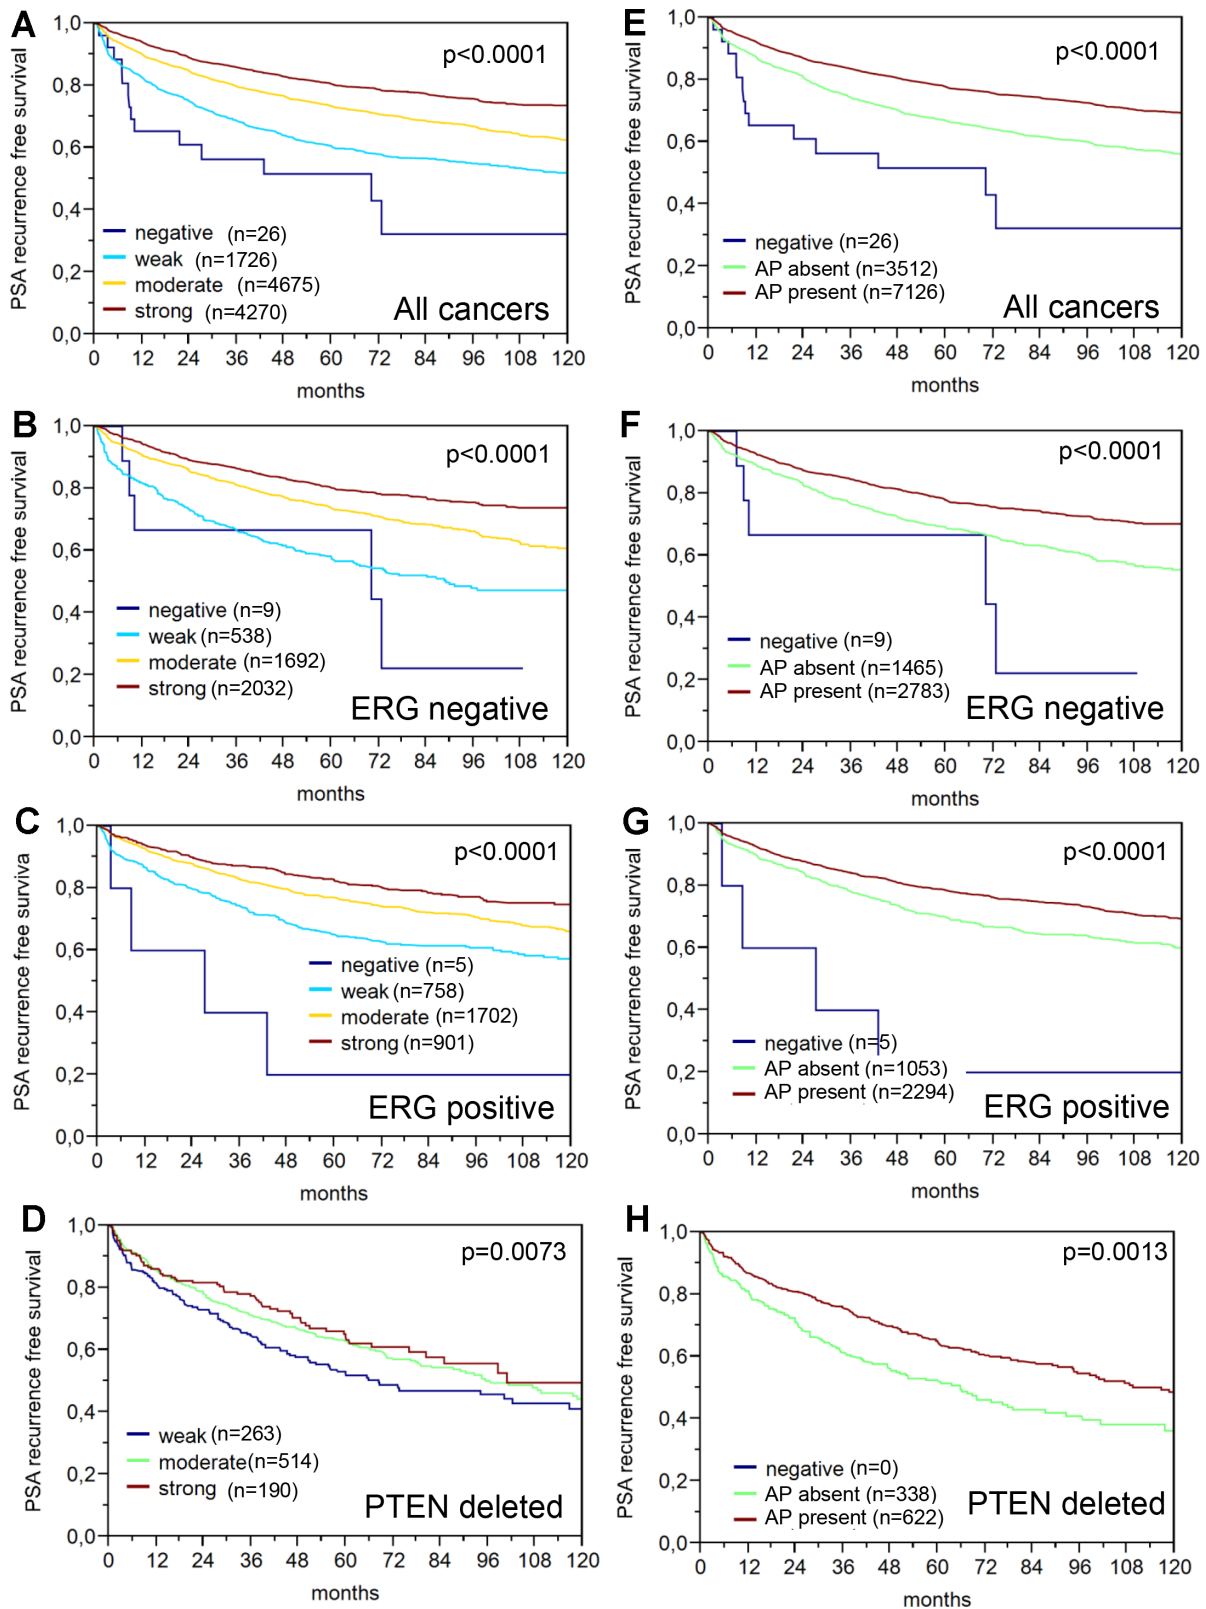 A
PSA recurrence free survival
1,0
0,8
0,6
0,4
0,2
0,0
p<0.0001
negative (n=26)
weak (n=1726)
moderate (n=4675)
strong (n=4270)
All cancers
0 12 24 36 48 60 72 84 96 108 120
months
E
PSA recurrence free survival
1,0
0,8
0,6
0,4
0,2
0,0
p<0.0001
negative (n=26)
AP absent (n=3512)
AP present (n=7126)
All cancers
0 12 24 36 48 60 72 84 96 108 120
months
B
PSA recurrence free survival
1,0
0,8
0,6
0,4
0,2
0,0
p<0.0001
negative (n=9)
weak (n=538)
moderate (n=1692)
strong (n=2032)
ERG negative
0 12 24 36 48 60 72 84 96 108 120
months
F
PSA recurrence free survival
1,0
0,8
0,6
0,4
0,2
0,0
p<0.0001
negative (n=9)
AP absent (n=1465)
AP present (n=2783)
ERG negative
0 12 24 36 48 60 72 84 96 108 120
months
C
PSA recurrence free surviva
1,0
0,8
0,6
0,4
0,2
0,0
p<0.0001
negative (n=5)
weak (n=758)
moderate (n=1702)
strong (n=901)
ERG positive
0 12 24 36 48 60 72 84 96 108 120
months
G
PSA recurrence free survival
1,0
0,8
0,6
0,4
0,2
0,0
p<0.0001
negative (n=5)
AP absent (n=1053)
AP present (n=2294)
ERG positive
0 12 24 36 48 60 72 84 96 108 120
months
D
PSA recurrence free survival
1,0
0,8
0,6
0,4
0,2
0,0
p=0.0073
weak (n=263)
moderate(n=514)
strong (n=190)
PTEN deleted
0 12 24 36 48 60 72 84 96 108 120
months
H
PSA recurrence free survival
1,0
0,8
0,6
0,4
0,2
0,0
p=0.0013
negative (n=0)
AP absent (n=338)
AP present (n=622)
PTEN deleted
0 12 24 36 48 60 72 84 96 108 120
months